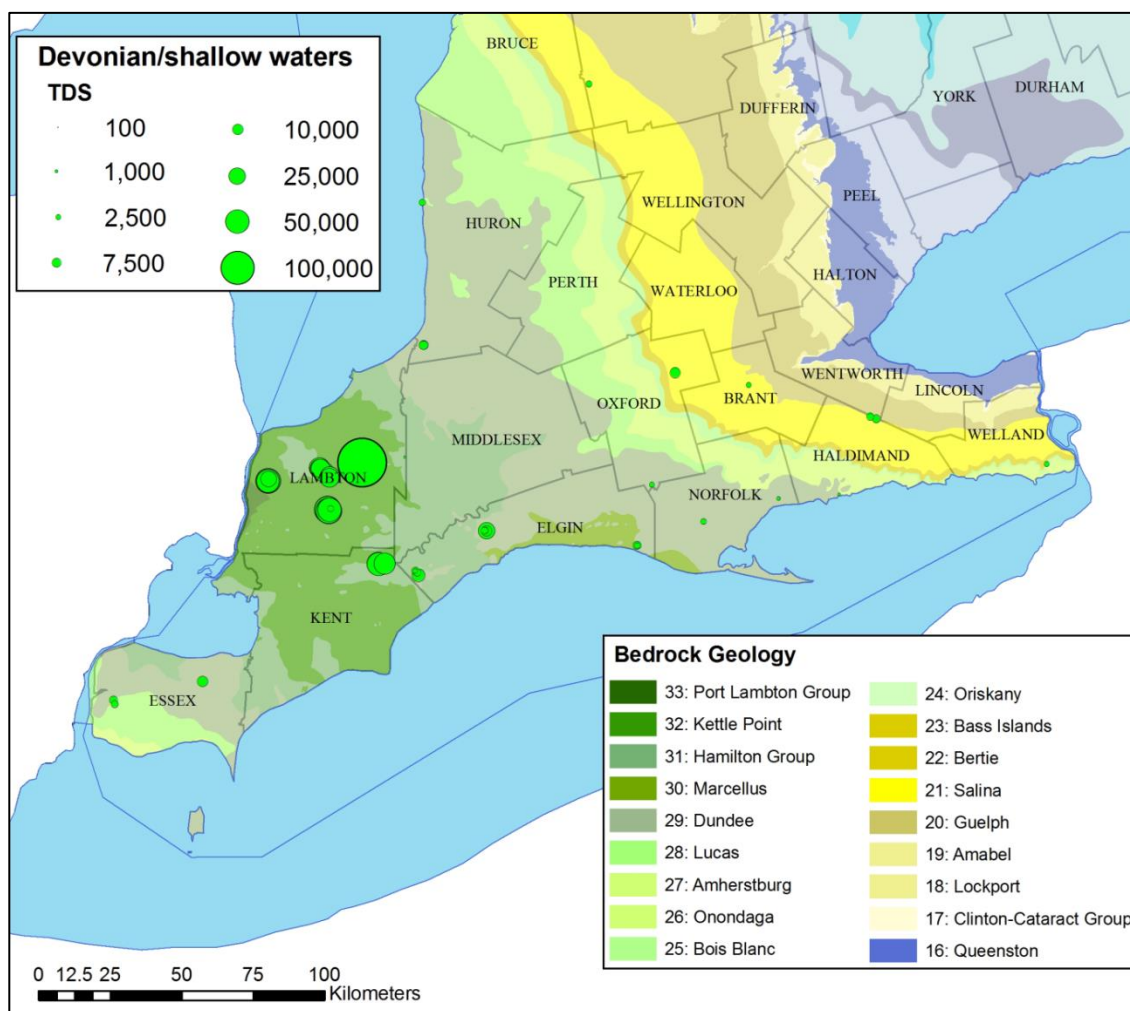 Devonian/shallow waters
TDS
100
1,000
2,500
7,500
10,000
25,000
50,000
100,000
BRUCE
DUFFERIN
YORK
DURHAM
PEEL
WELLINGTON
HURON
HALTON
PERTH
WATERLOO
WENTWORTH
LINCOLN
BRANT
OXFORD
WELLAND
MIDDLESEX
HALDIMAND
LAMBTON
NORFOLK
ELGIN
KENT
ESSEX
Bedrock Geology
33: Port Lambton Group
32: Kettle Point
31: Hamilton Group
30: Marcellus
29: Dundee
28: Lucas
27: Amherstburg
26: Onondaga
25: Bois Blanc
24: Oriskany
23: Bass Islands
22: Bertie
21: Salina
20: Guelph
19: Amabel
18: Lockport
17: Clinton-Cataract Group
16: Queenston
0 12.5 25 50 75 100
Kilometers